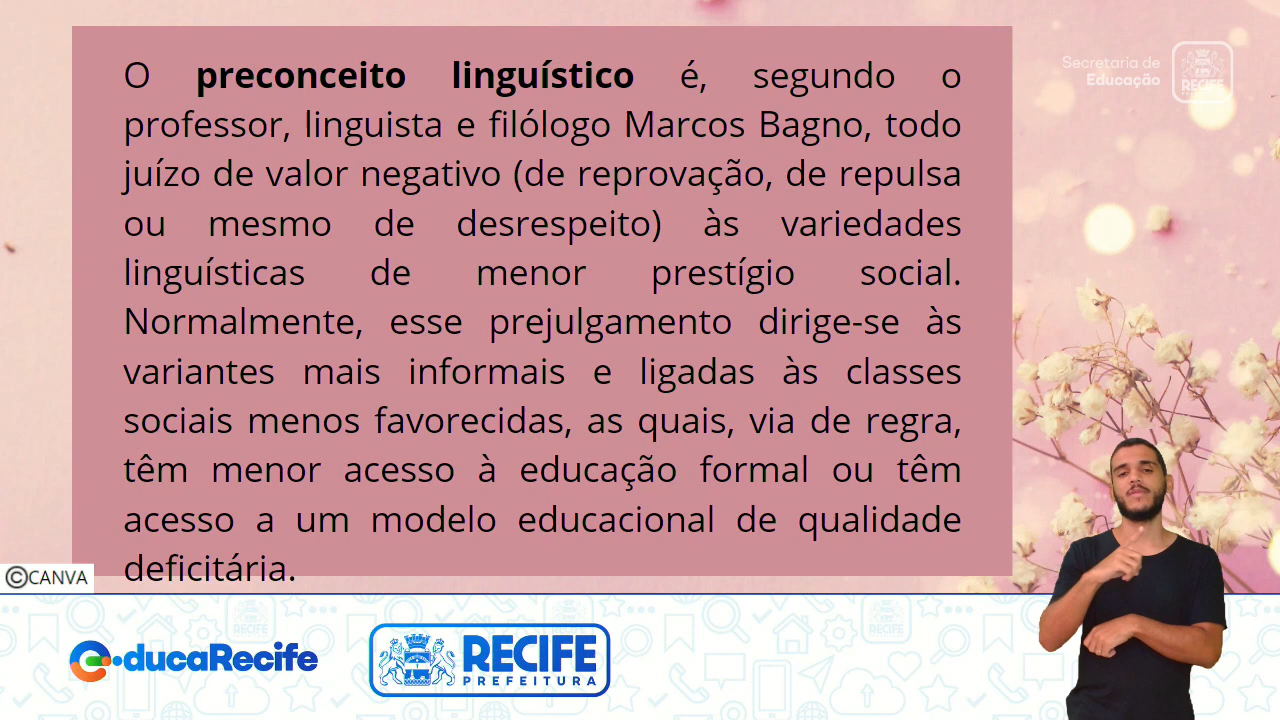 O preconceito linguístico é, segundo o
professor, linguista e filólogo Marcos Bagno, todo
juízo de valor negativo (de reprovação, de repulsa
ou mesmo de desrespeito) às variedades
linguísticas de menor prestígio social.
Normalmente, esse prejulgamento dirige-se às
variantes mais informais e ligadas às classes
sociais menos favorecidas, as quais, via de regra,
têm menor acesso à educação formal ou têm
acesso a um modelo educacional de qualidade
deficitária.
Secretaria de
Educação
RECIFE
©CANVA
educaRecife
RECIFE
PREFEITURA